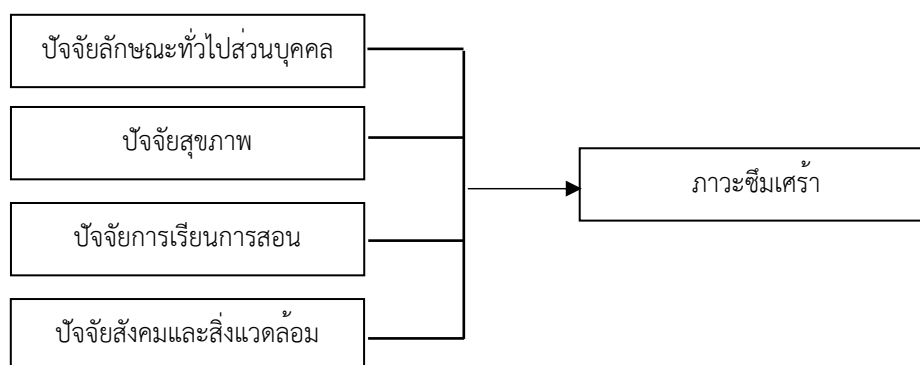 ปัจจัยลักษณะทั่วไปส่วนบุคคล
ปัจจัยสุขภาพ
ภาวะซึมเศร้า
ปัจจัยการเรียนการสอน
ปัจจัยสังคมและสิ่งแวดล้อม